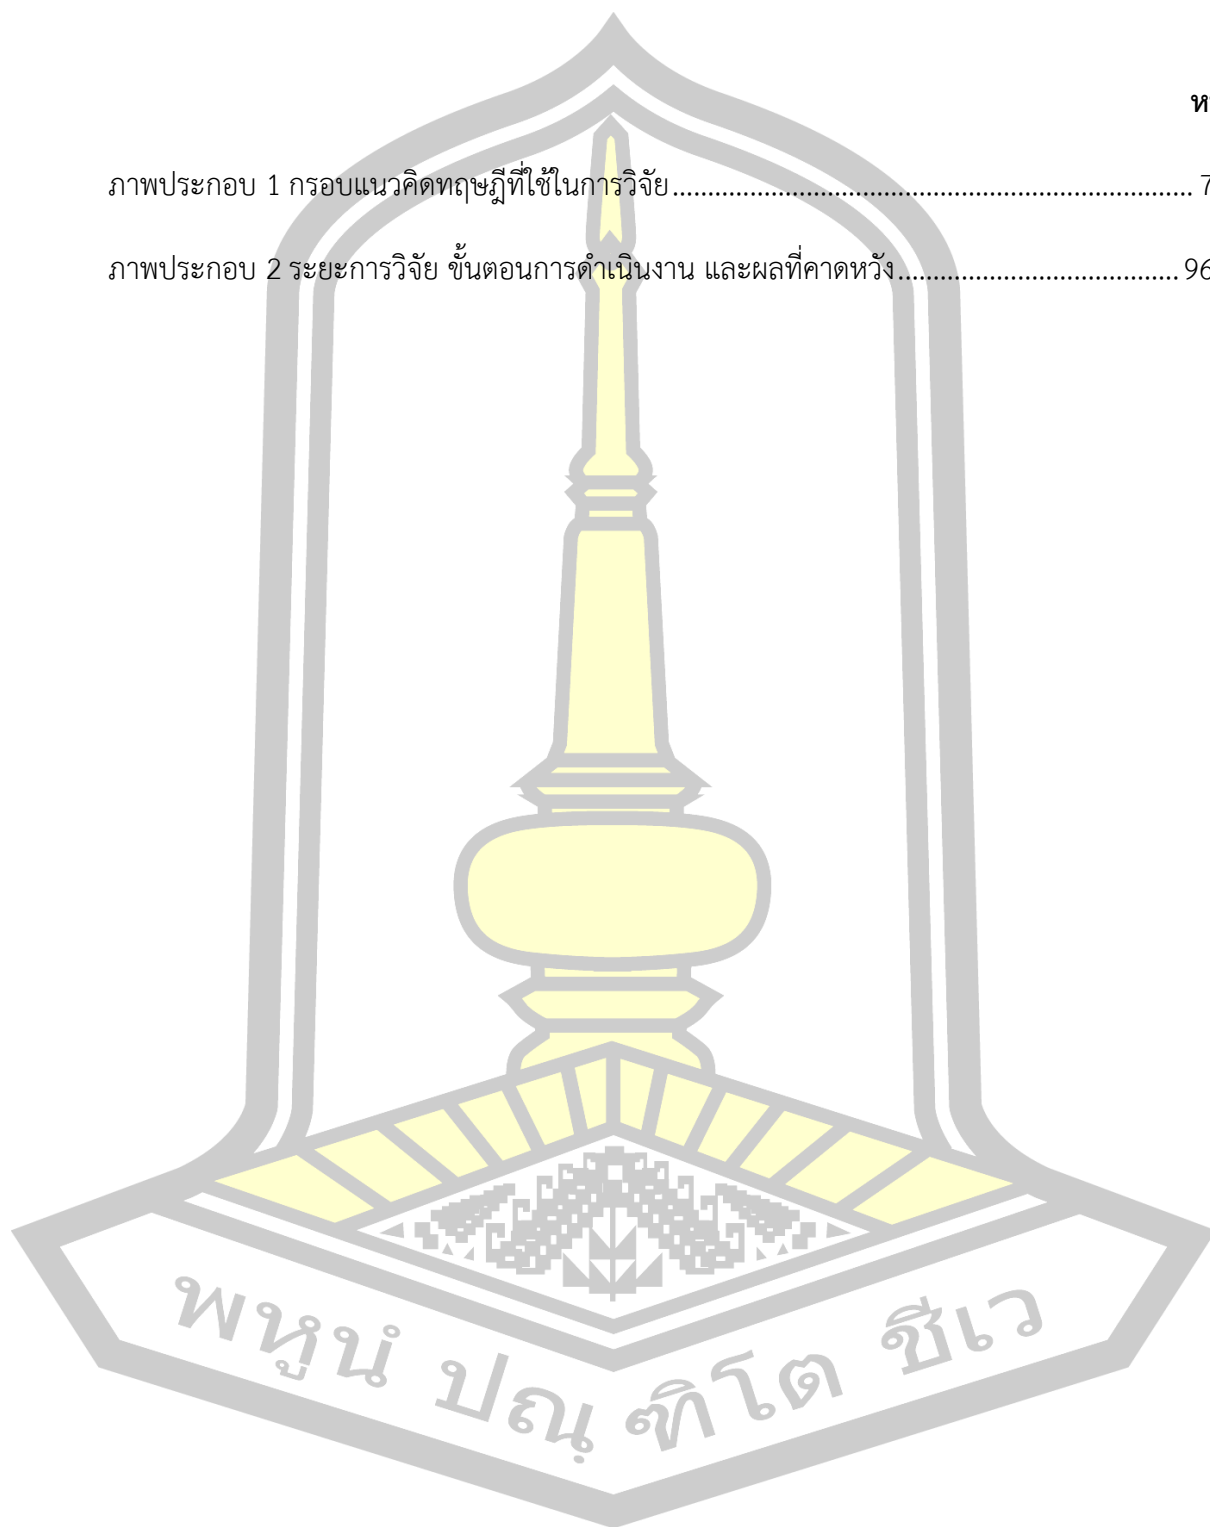 ภาพประกอบ 1 กรอบแนวคิดทฤษฎีที่ใช้ในการวิจัย.......................................................................................... 7
ภาพประกอบ 2 ระยะการวิจัย ขั้นตอนการดำเนินงาน และผลที่คาดหวัง................................................. 96
พหูนํ ปณฺ ฑิโต ชีเว